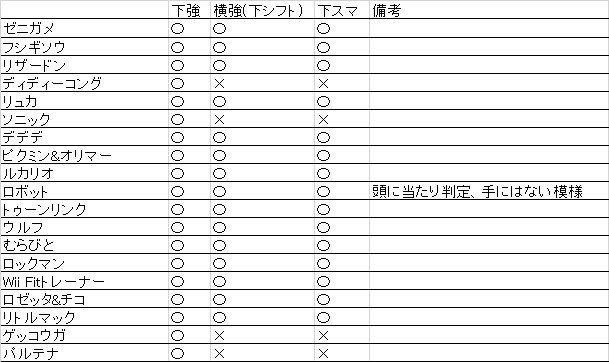 下強 横強(下シフト) 下スマ 備考
ゼニガメ ○ ○ ○
フシギソウ ○ ○ ○
リザードン ○ ○ ○
ディディーコング ○ × ×
リュカ ○ ○ ○
ソニック ○ × ×
デデデ ○ ○ ○
ピクミン&オリマー ○ ○ ○
ルカリオ ○ ○ ○
ロボット ○ ○ ○ 頭に当たり判定、手にはない模様
トゥーンリンク ○ ○ ○
ウルフ ○ ○ ○
むらびと ○ ○ ○
ロックマン ○ ○ ○
Wii Fitトレーナー ○ ○ ○
ロゼッタ&チコ ○ ○ ○
リトルマック ○ ○ ○
ゲッコウガ ○ × ×
パルテナ ○ × ×